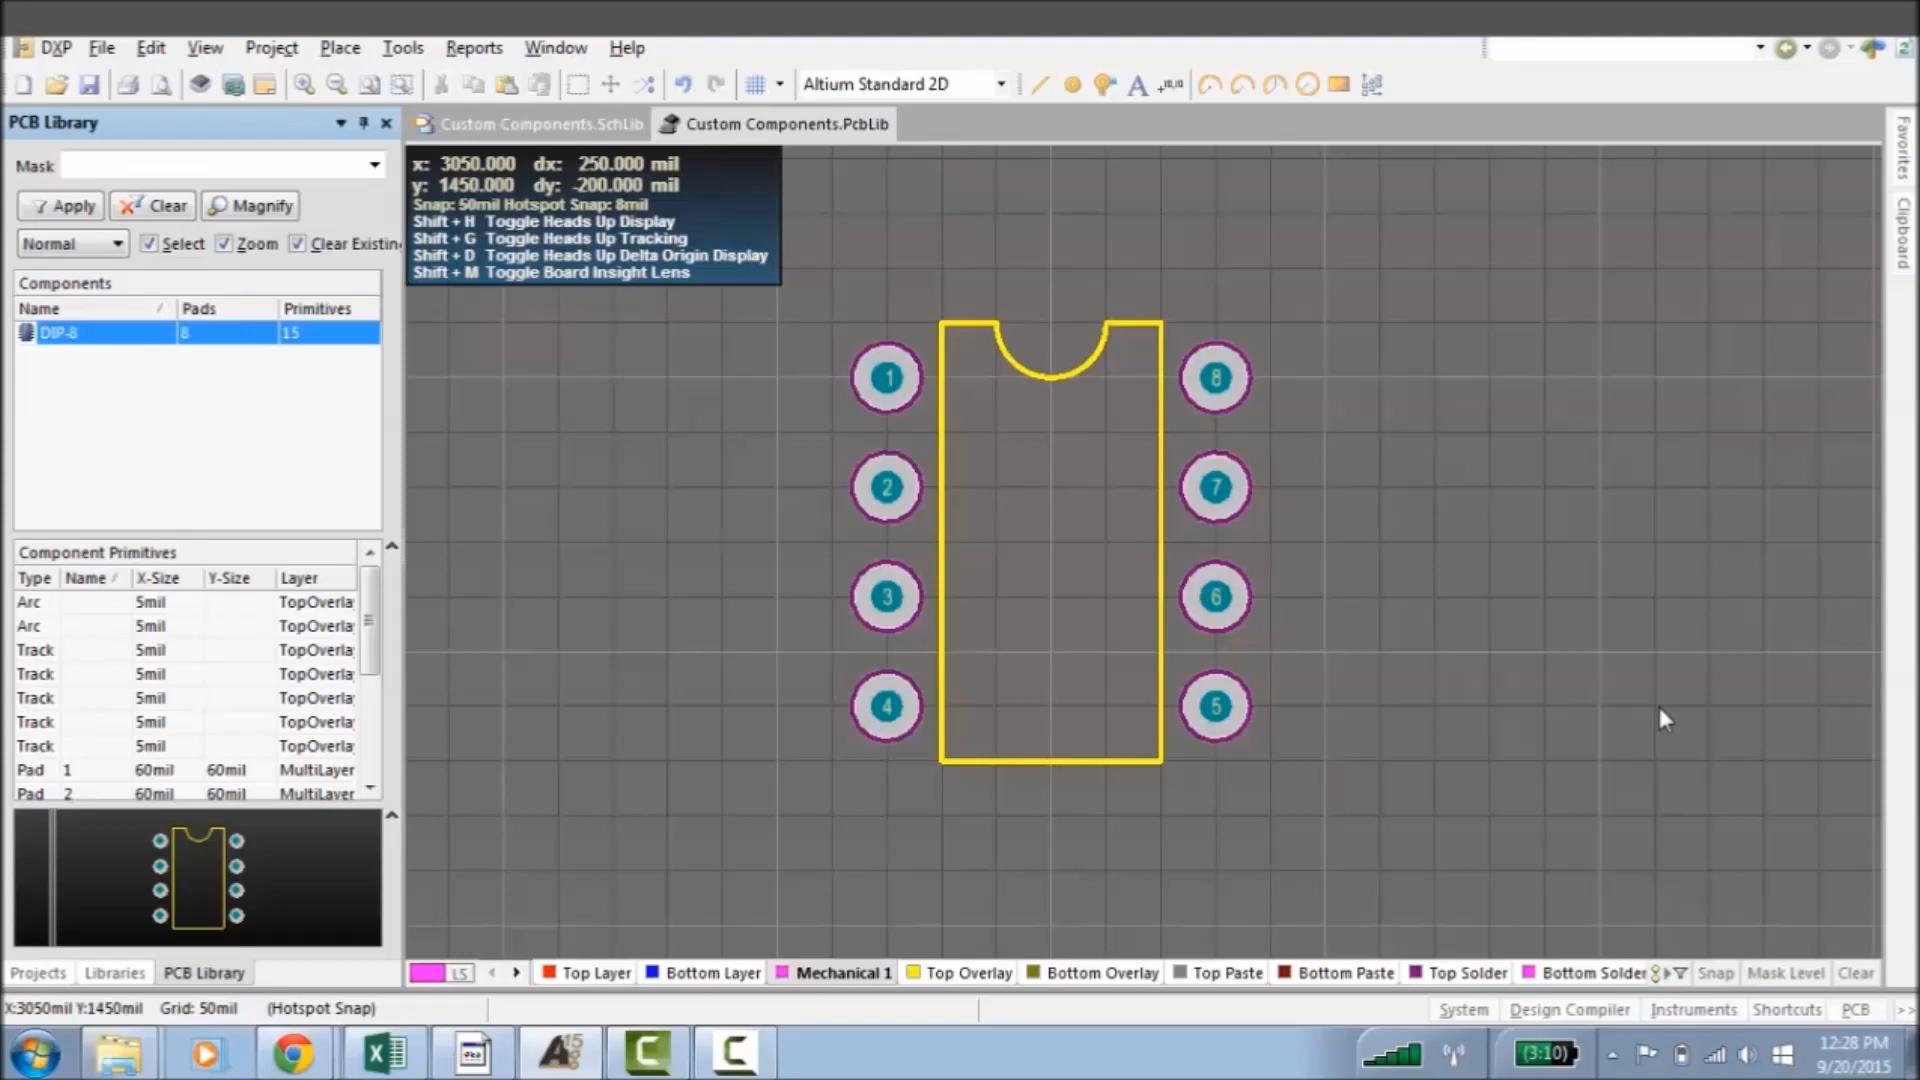 DXP File Edit View Project Place Tools Reports Window Help
Altium Standard 2D
A +10,10
PCB Library
Custom Components.SchLib Custom Components.PcbLib
Mask
Apply Clear Magnify
Normal Select Zoom Clear Existin
Components
Name Pads Primitives
DIP-8 8 15
x: 3050.000 dx: 250.000 mil
y: 1450.000 dy: -200.000 mil
Snap: 50mil Hotspot Snap: 8mil
Shift + H Toggle Heads Up Display
Shift + G Toggle Heads Up Tracking
Shift + D Toggle Heads Up Delta Origin Display
Shift + M Toggle Board Insight Lens
1 8
2 7
3 6
4 5
Component Primitives
Type Name X-Size Y-Size Layer
Arc 5mil TopOverla
Arc 5mil TopOverla
Track 5mil TopOverla
Track 5mil TopOverla
Track 5mil TopOverla
Track 5mil TopOverla
Track 5mil TopOverla
Pad 1 60mil 60mil MultiLayer
Pad 2 60mil 60mil MultiLayer
Favorites
Clipboard
Projects Libraries PCB Library
LS Top Layer Bottom Layer Mechanical 1 Top Overlay Bottom Overlay Top Paste Bottom Paste Top Solder Bottom Solder Snap Mask Level Clear
X:3050mil Y:1450mil Grid: 50mil (Hotspot Snap)
System Design Compiler Instruments Shortcuts PCB >>
(3:10)
12:28 PM
9/20/2015